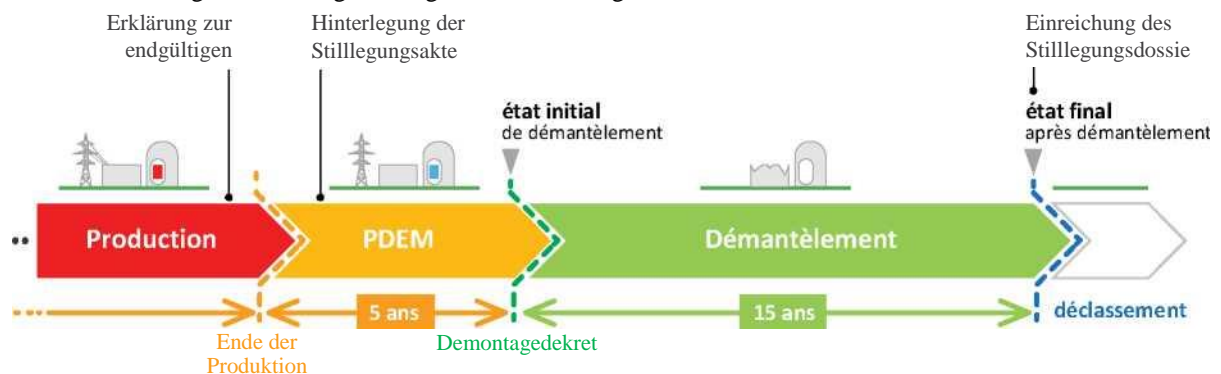 Erklärung zur
endgültigen
Hinterlegung der
Stilllegungsakte
Einreichung des
Stilllegungsdossie
état initial
de démantèlement
état final
après démantèlement
Production
PDEM
Démantèlement
5 ans
15 ans
déclassement
Ende der
Produktion
Demontagedekret